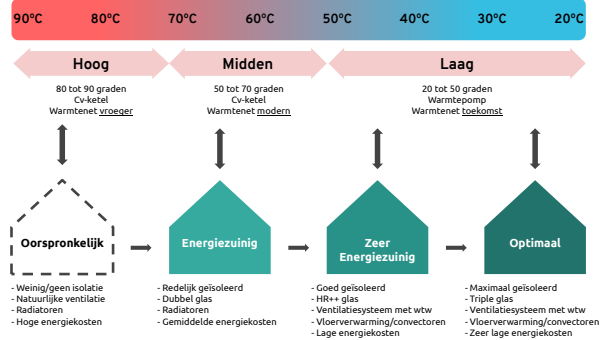 90°C 80°C 70°C 60°C 50°C 40°C 30°C 20°C
Hoog
Midden
Laag
80 tot 90 graden
Cv-ketel
Warmtenet vroeger
50 tot 70 graden
Cv-ketel
Warmtenet modern
20 tot 50 graden
Warmtepomp
Warmtenet toekomst
Oorspronkelijk
Energiezuinig
Zeer
Energiezuinig
Optimaal
- Weinig/geen isolatie
- Natuurlijke ventilatie
- Radiatoren
- Hoge energiekosten
- Redelijk geïsoleerd
- Dubbel glas
- Radiatoren
- Gemiddelde energiekosten
- Goed geïsoleerd
- HR++ glas
- Ventilatiesysteem met wtw
- Vloerverwarming/convectoren
- Lage energiekosten
- Maximaal geïsoleerd
- Triple glas
- Ventilatiesysteem met wtw
- Vloerverwarming/convectoren
- Zeer lage energiekosten